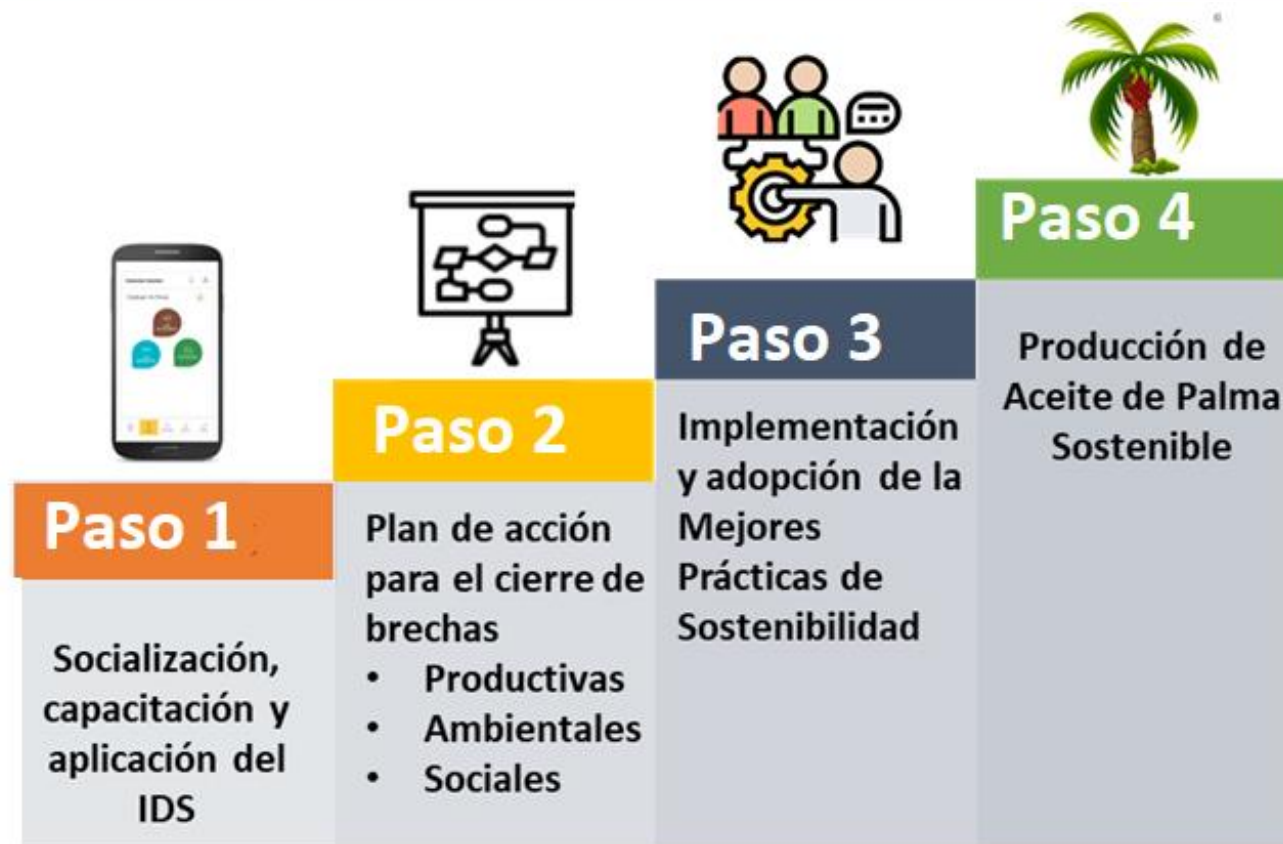 Paso 1
Socialización,
capacitación y
aplicación del
IDS
Paso 2
Plan de acción
para el cierre de
brechas
• Productivas
• Ambientales
• Sociales
Paso 3
Implementación
y adopción de la
Mejores
Prácticas de
Sostenibilidad
Paso 4
Producción de
Aceite de Palma
Sostenible